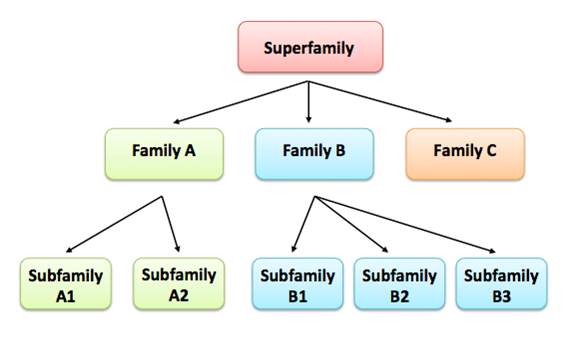 Superfamily
Family A
Family B
Family C
Subfamily
A1
Subfamily
A2
Subfamily
B1
Subfamily
B2
Subfamily
B3